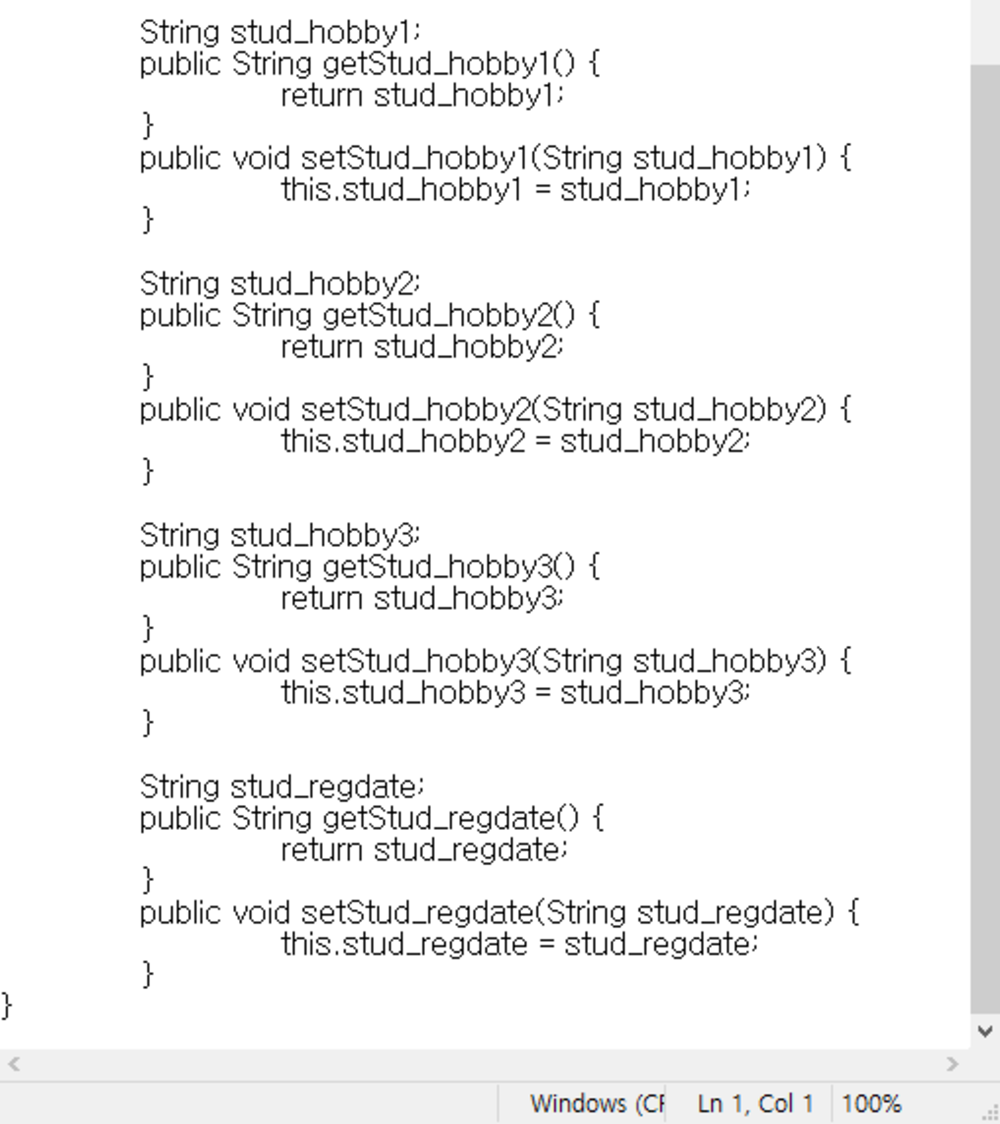 String stud_hobby1;
public String getStud_hobby1() {
return stud_hobby1;
}
public void setStud_hobby1(String stud_hobby1) {
this.stud_hobby1 = stud_hobby1;
}
String stud_hobby2;
public String getStud_hobby2() {
return stud_hobby2;
}
public void setStud_hobby2(String stud_hobby2) {
this.stud_hobby2 = stud_hobby2;
}
String stud_hobby3;
public String getStud_hobby3() {
return stud_hobby3;
}
public void setStud_hobby3(String stud_hobby3) {
this.stud_hobby3 = stud_hobby3;
}
String stud_regdate;
public String getStud_regdate() {
return stud_regdate;
}
public void setStud_regdate(String stud_regdate) {
this.stud_regdate = stud_regdate;
}
}
Windows (CR Ln 1, Col 1 100%